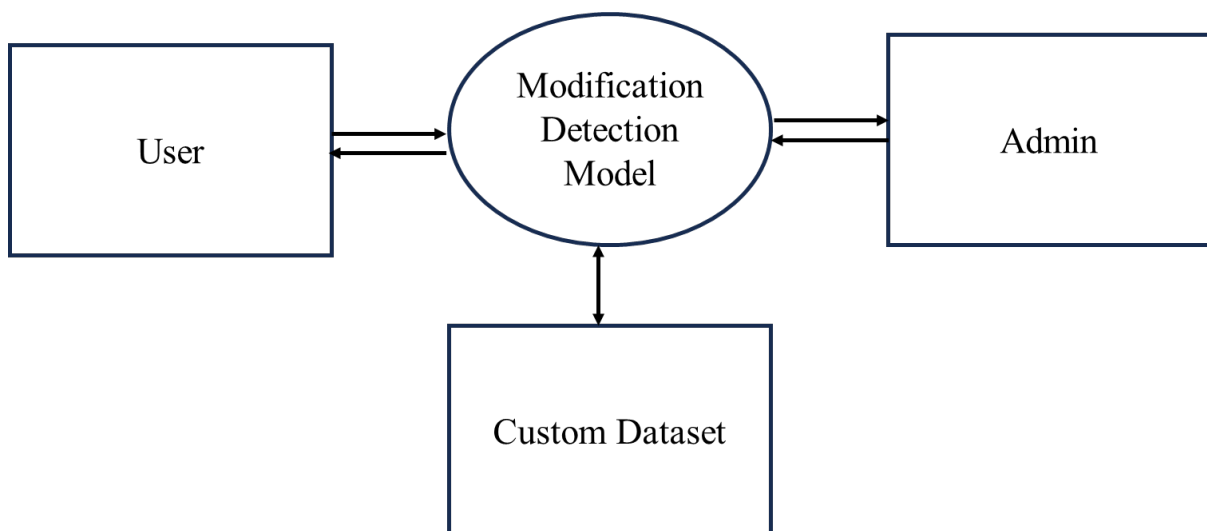 User
Modification
Detection
Model
Admin
Custom Dataset